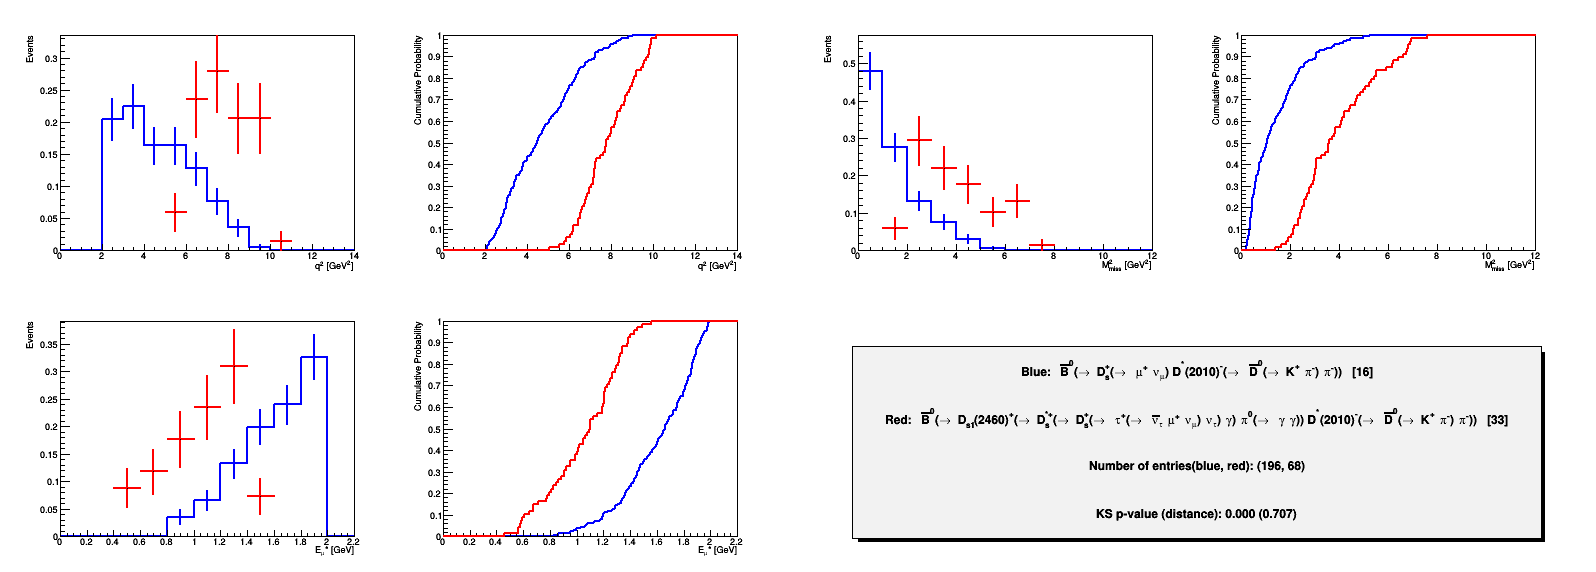 Events
0.3
0.25
0.2
0.15
0.1
0.05
0
0 2 4 6 8 10 12 14
q² [GeV²]
Cumulative Probability
1
0.9
0.8
0.7
0.6
0.5
0.4
0.3
0.2
0.1
0
0 2 4 6 8 10 12 14
q² [GeV²]
Events
0.5
0.4
0.3
0.2
0.1
0
0 2 4 6 8 10 12
M²miss [GeV²]
Cumulative Probability
1
0.9
0.8
0.7
0.6
0.5
0.4
0.3
0.2
0.1
0
0 2 4 6 8 10 12
M²miss [GeV²]
Events
0.35
0.3
0.25
0.2
0.15
0.1
0.05
0
0 0.2 0.4 0.6 0.8 1 1.2 1.4 1.6 1.8 2 2.2
Eμ* [GeV]
Cumulative Probability
1
0.9
0.8
0.7
0.6
0.5
0.4
0.3
0.2
0.1
0
0 0.2 0.4 0.6 0.8 1 1.2 1.4 1.6 1.8 2 2.2
Eμ* [GeV]
Blue: B̅⁰(→ Ds⁺(→ μ⁺ νμ) D*(2010)⁻(→ D̅⁰(→ K⁺ π⁻) π⁻)) [16]
Red: B̅⁰(→ Ds1(2460)⁺(→ Ds*⁺(→ Ds⁺(→ τ⁺(→ ν̅τ μ⁺ νμ) ντ) γ) π⁰(→ γ γ)) D*(2010)⁻(→ D̅⁰(→ K⁺ π⁻) π⁻)) [33]
Number of entries(blue, red): (196, 68)
KS p-value (distance): 0.000 (0.707)